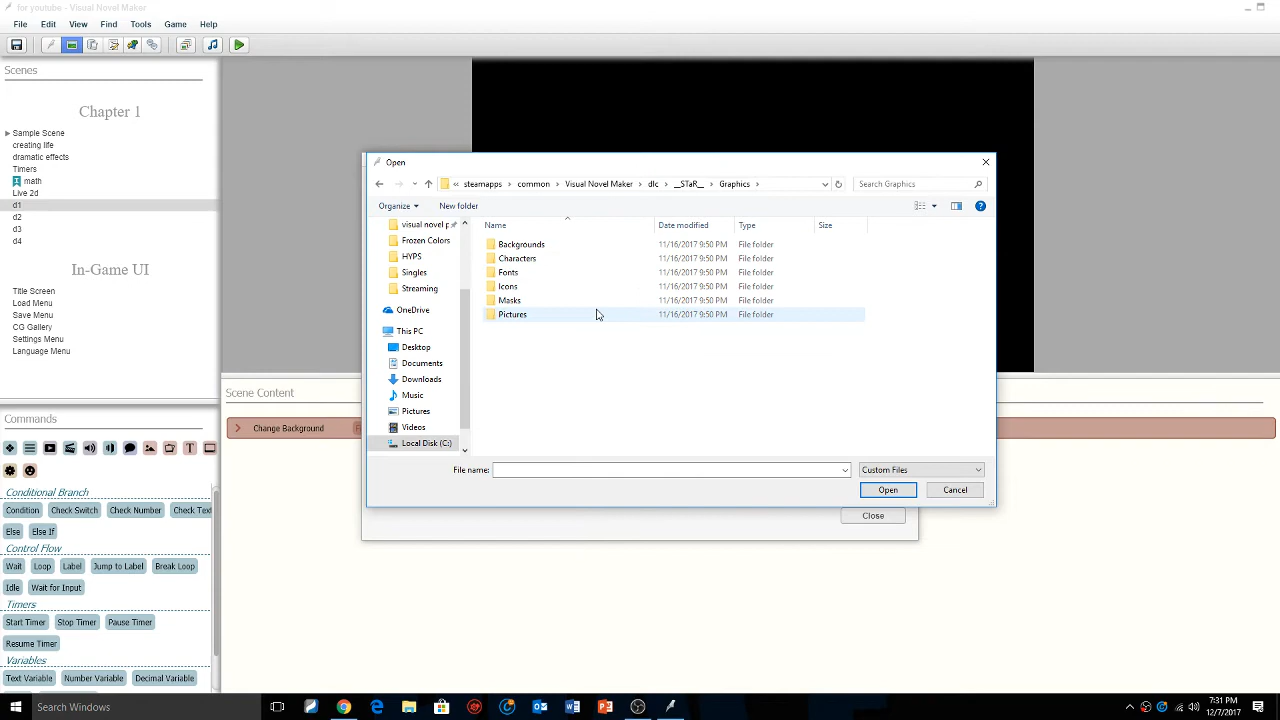 for youtube - Visual Novel Maker
File Edit View Find Tools Game Help
Scenes
Chapter 1
Sample Scene
creating life
dramatic effects
Timers
math
Live 2d
d1
d2
d3
d4
In-Game UI
Title Screen
Load Menu
Save Menu
CG Gallery
Settings Menu
Language Menu
Open
« steamapps > common > Visual Novel Maker > dlc > __STaR__ > Graphics >
Search Graphics
Organize New folder
visual novel p
Frozen Colors
HYPS
Singles
Streaming
OneDrive
This PC
Desktop
Documents
Downloads
Music
Pictures
Videos
Local Disk (C:)
Name Date modified Type Size
Backgrounds 11/16/2017 9:50 PM File folder
Characters 11/16/2017 9:50 PM File folder
Fonts 11/16/2017 9:50 PM File folder
Icons 11/16/2017 9:50 PM File folder
Masks 11/16/2017 9:50 PM File folder
Pictures 11/16/2017 9:50 PM File folder
File name: Custom Files
Open Cancel
Close
Scene Content
Change Background
Commands
Conditional Branch
Condition Check Switch Check Number Check Text
Else Else If
Control Flow
Wait Loop Label Jump to Label Break Loop
Idle Wait for Input
Timers
Start Timer Stop Timer Pause Timer
Resume Timer
Variables
Text Variable Number Variable Decimal Variable
Search Windows
7:31 PM
12/7/2017